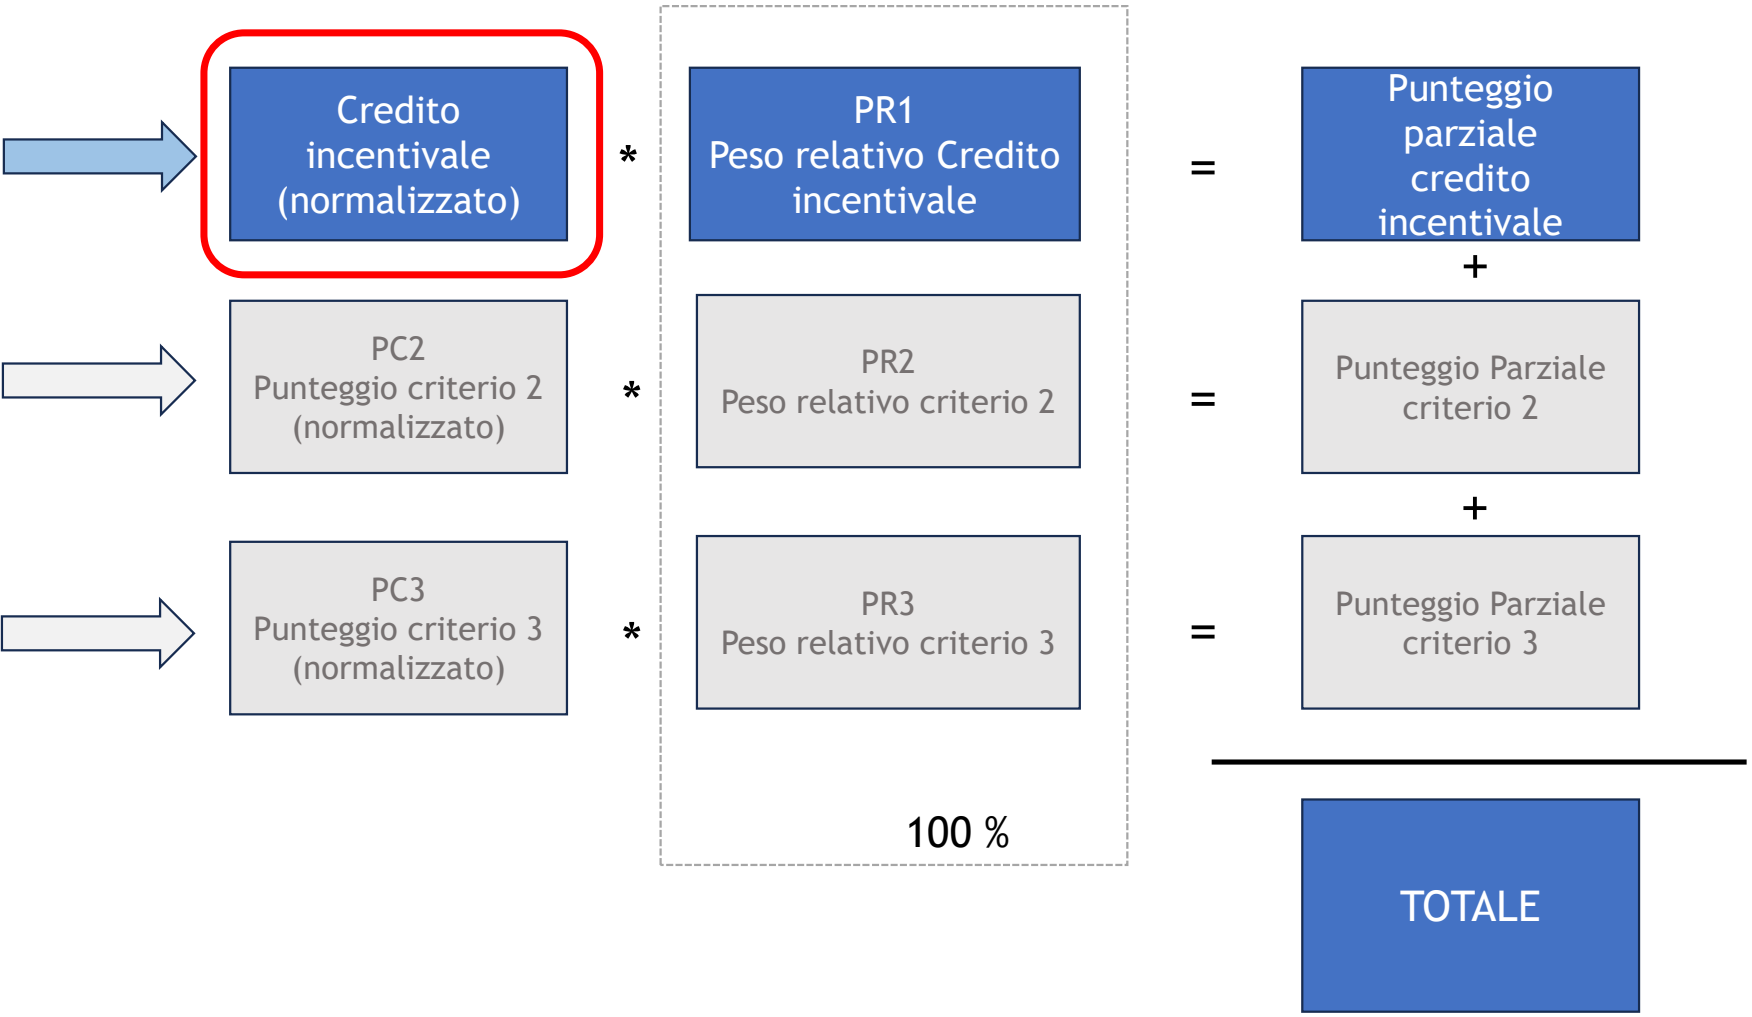 Credito
incentivale
(normalizzato)
*
PR1
Peso relativo Credito
incentivale
=
Punteggio
parziale
credito
incentivale
+
PC2
Punteggio criterio 2
(normalizzato)
*
PR2
Peso relativo criterio 2
=
Punteggio Parziale
criterio 2
+
PC3
Punteggio criterio 3
(normalizzato)
*
PR3
Peso relativo criterio 3
=
Punteggio Parziale
criterio 3
100 %
TOTALE